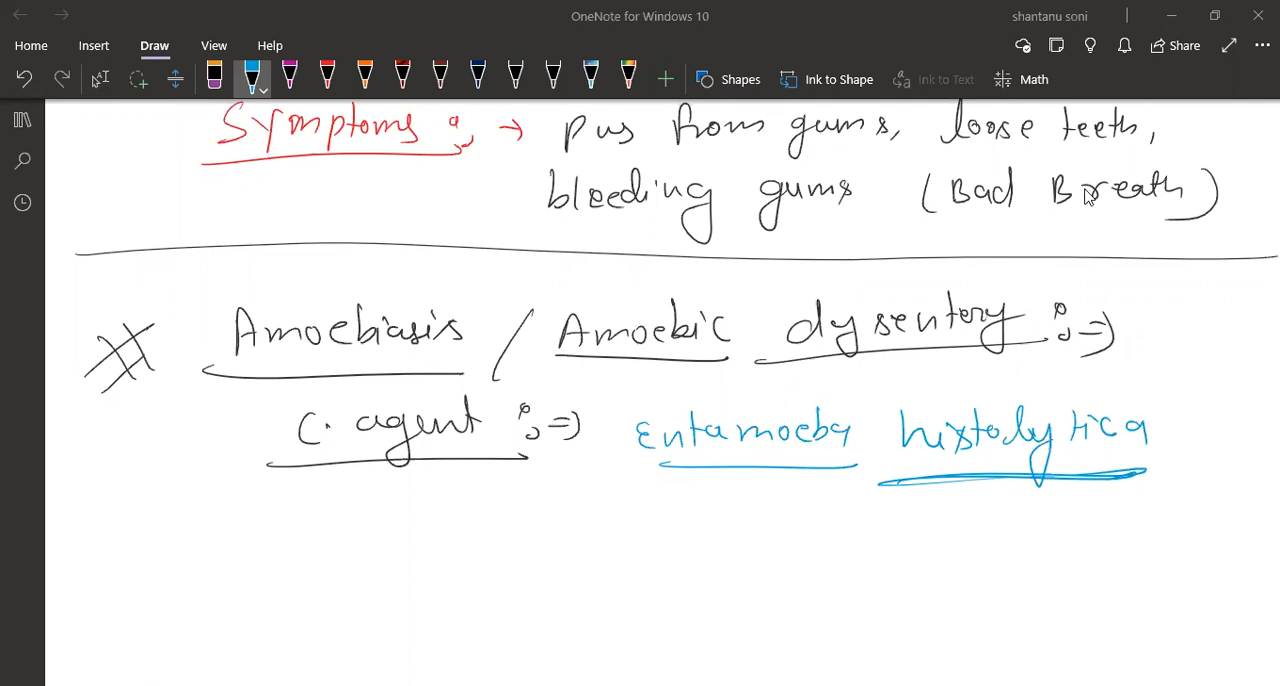 OneNote for Windows 10
shantanu soni
Home Insert Draw View Help
Share
Shapes Ink to Shape Ink to Text Math
Symptoms :→ Pus from gums, loose teeth,
bleeding gums (Bad Breath)
Amoebiasis / Amoebic dysentory :⇒
C. agent :⇒ Entamoeba histolytica